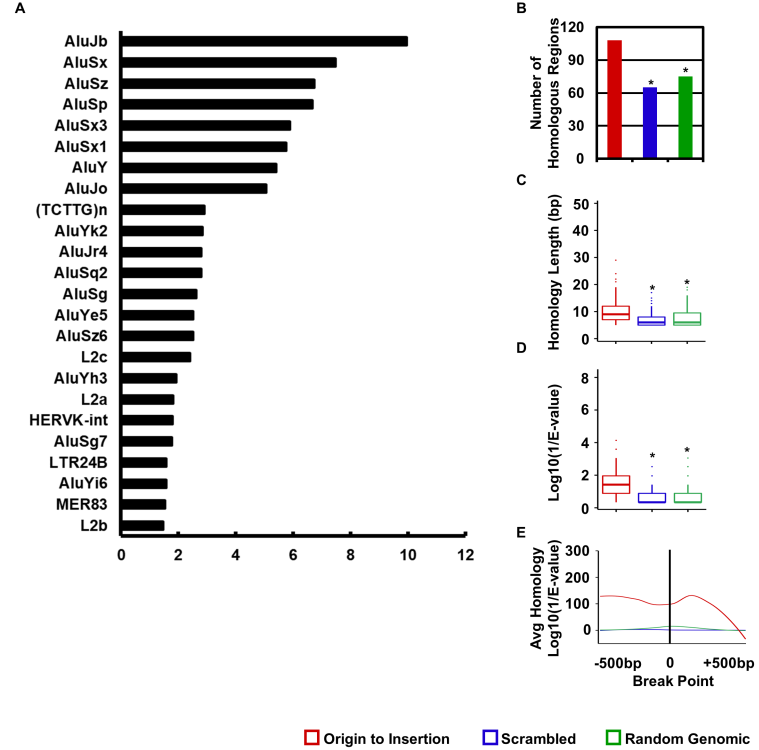 A
AluJb
AluSx
AluSz
AluSp
AluSx3
AluSx1
AluY
AluJo
(TCTTG)n
AluYk2
AluJr4
AluSq2
AluSg
AluYe5
AluSz6
L2c
AluYh3
L2a
HERVK-int
AluSg7
LTR24B
AluYi6
MER83
L2b
0 2 4 6 8 10 12
B
Number of
Homologous Regions
120
90
60
30
0
* *
C
Homology Length (bp)
50
40
30
20
10
0
* *
D
Log10(1/E-value)
8
6
4
2
0
* *
E
Avg Homology
Log10(1/E-value)
300
200
100
0
-500bp 0 +500bp
Break Point
Origin to Insertion Scrambled Random Genomic